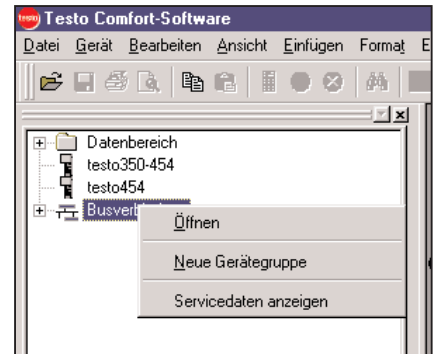 Testo Comfort-Software
Datei Gerät Bearbeiten Ansicht Einfügen Format
Datenbereich
testo350-454
testo454
Öffnen
Neue Gerätegruppe
Servicedaten anzeigen